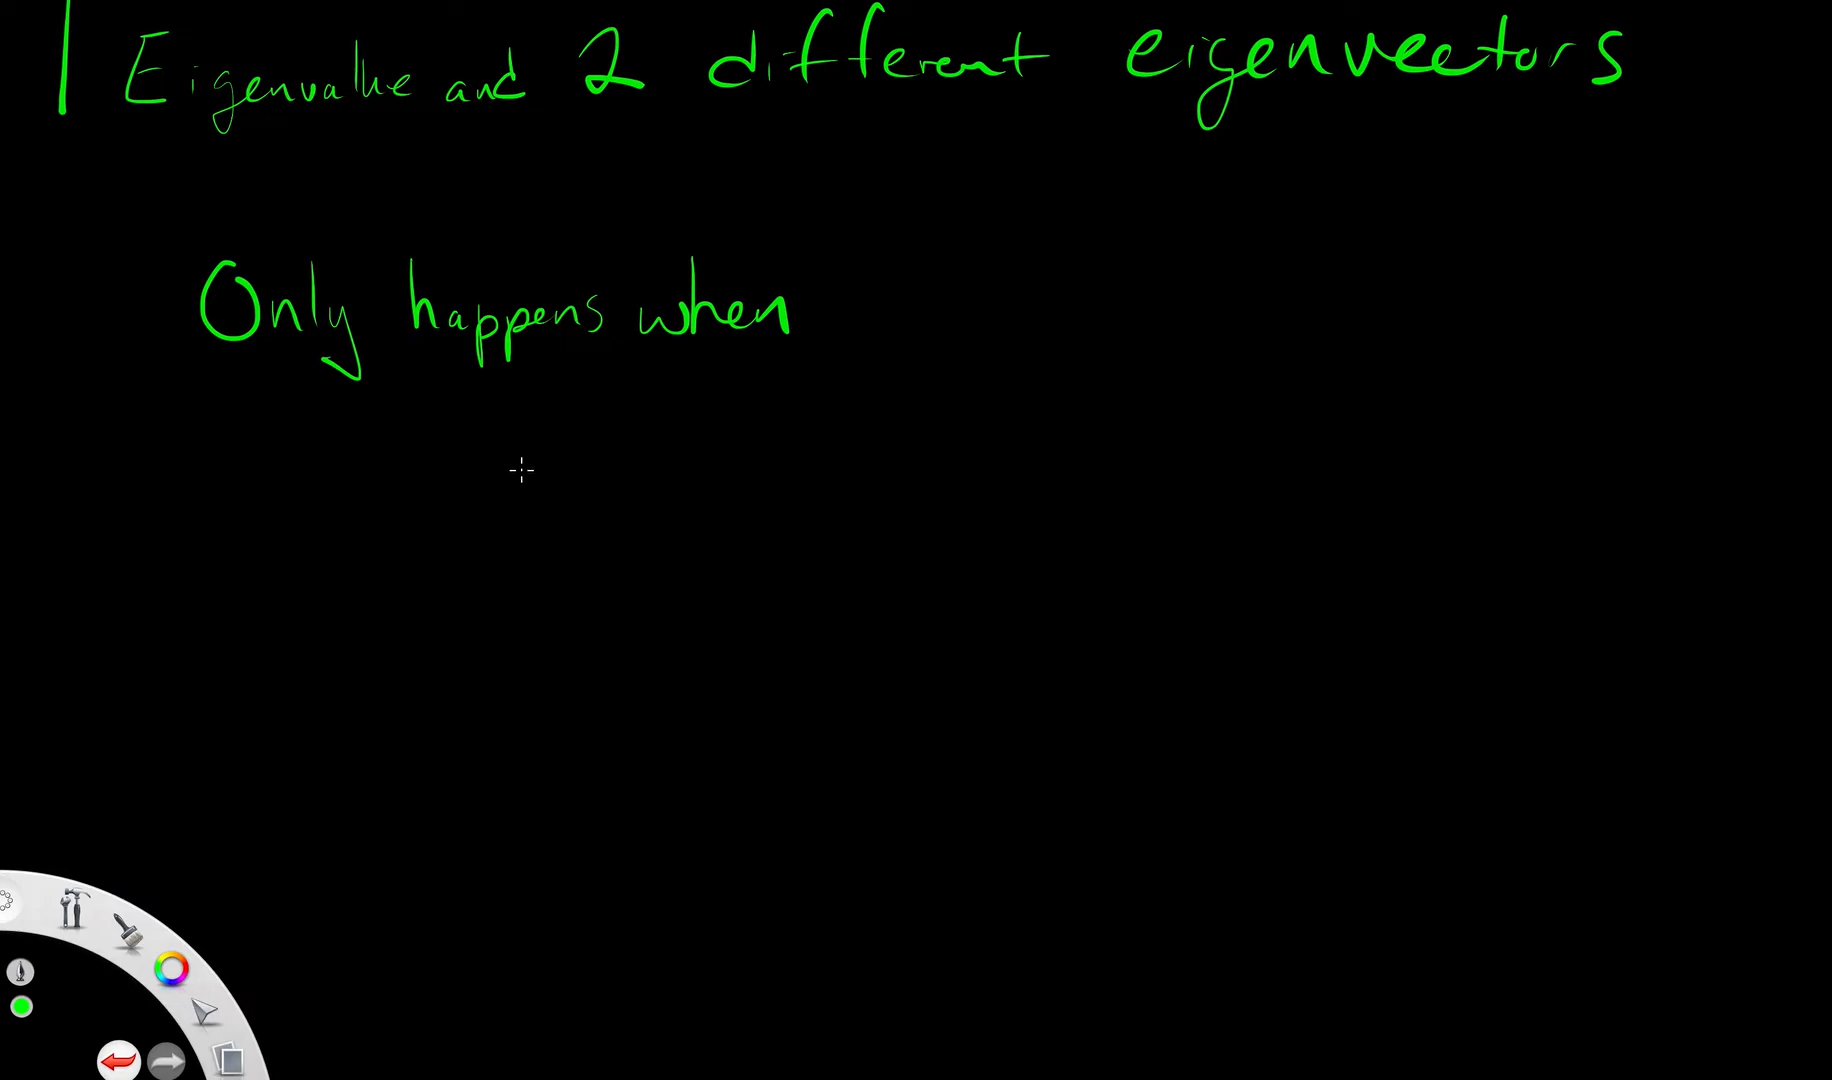 1 Eigenvalue and 2 different eigenvectors
Only happens when